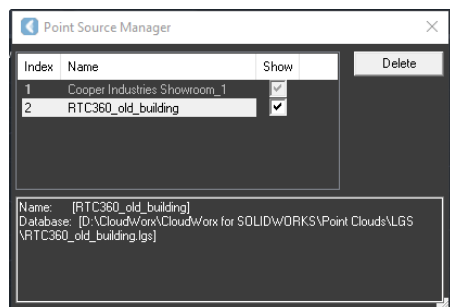 Point Source Manager
Index Name Show
1 Cooper Industries Showroom_1
2 RTC360_old_building
Delete
Name: [RTC360_old_building]
Database: [D:\CloudWorx\CloudWorx for SOLIDWORKS\Point Clouds\LGS
\RTC360_old_building.lgs]